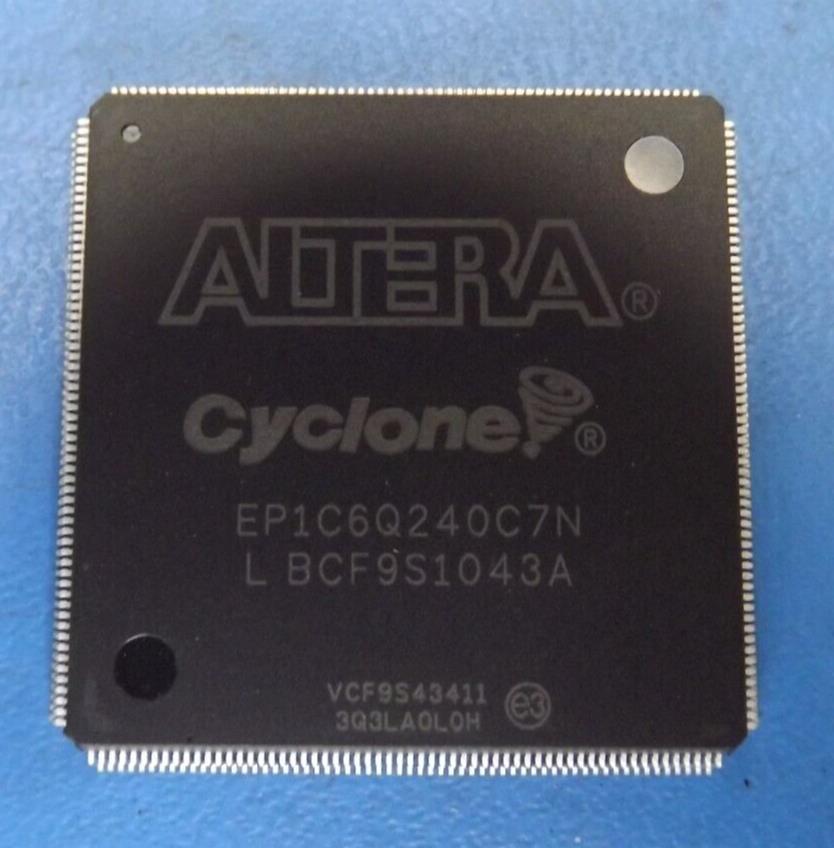 ALTERA®
Cyclone®
EP1C6Q240C7N
L BCF9S1043A
VCF9S43411
3Q3LA0L0H
e3